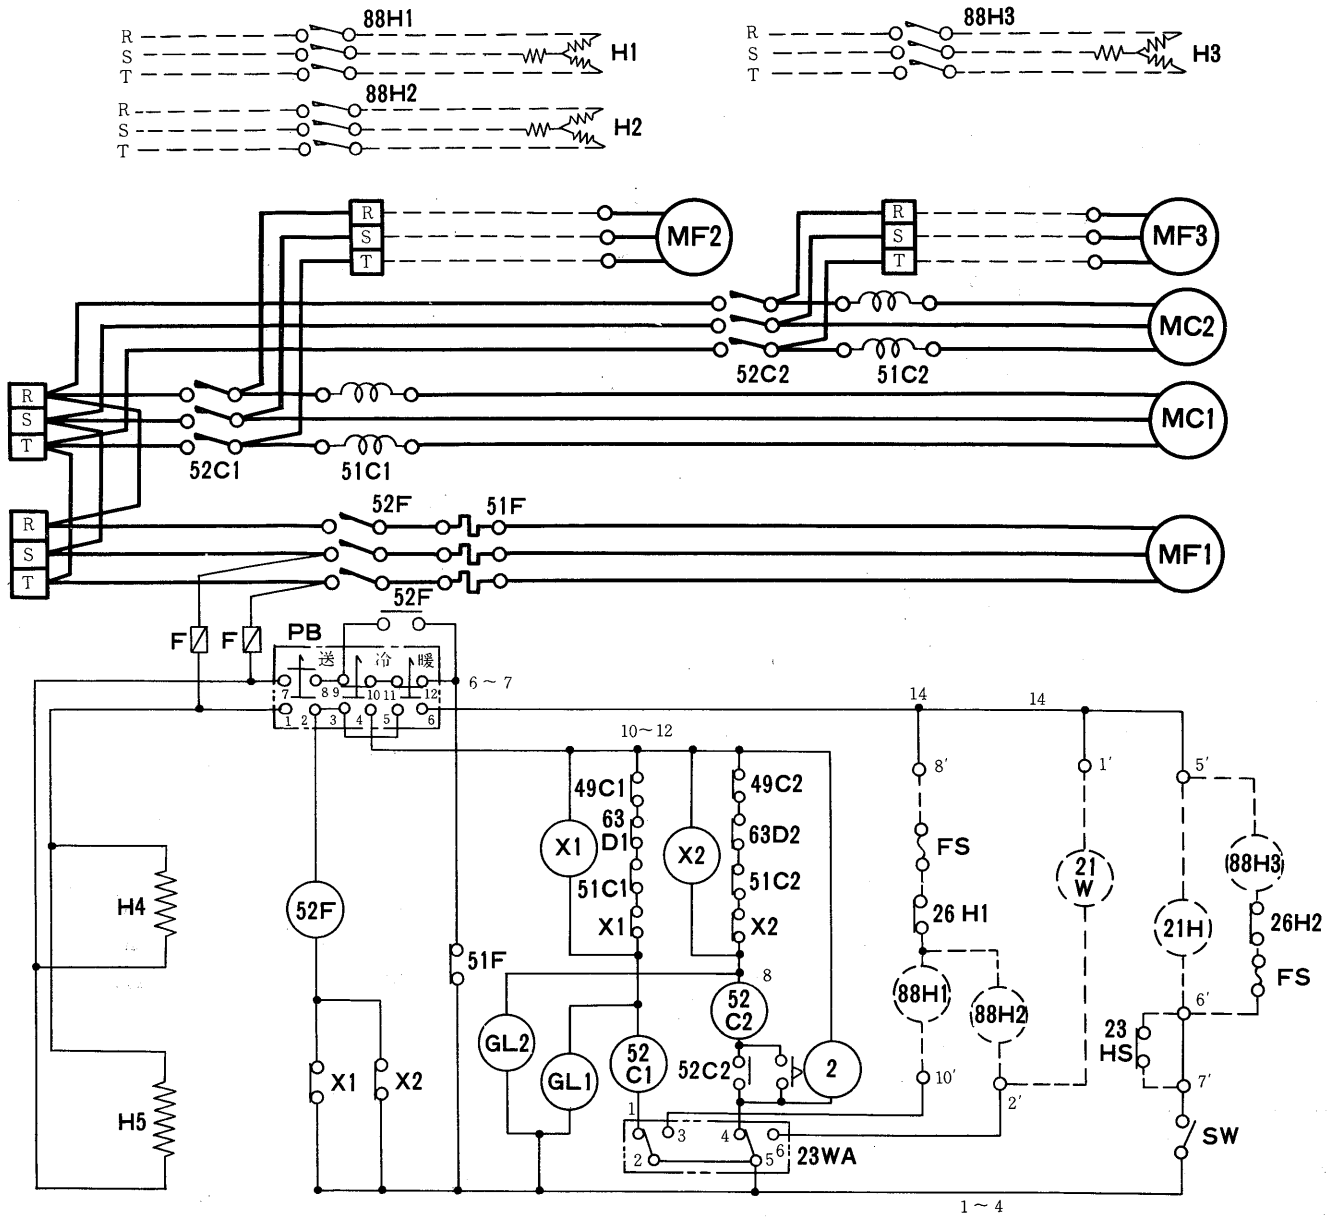 88H1
R
S
T
H1
88H2
R
S
T
H2
88H3
R
S
T
H3
R
S
T
MF2
R
S
T
MF3
MC2
52C2
51C2
R
S
T
MC1
52C1
51C1
52F
51F
R
S
T
MF1
52F
F
F
PB
送 冷 暖
7 8 9 10 11 12
1 2 3 4 5 6
6～7
14
14
10～12
8′
1′
5′
49C1
49C2
63
D1
63D2
X1
X2
51C1
51C2
X1
X2
FS
26H1
21
W
(88H3)
21H
26H2
FS
H4
52F
51F
8
88H1
88H2
6′
GL2
52
C2
GL1
52
C1
52C2
2
23
HS
10′
2′
7′
X1
X2
H5
1
3
4
6
2
5
23WA
SW
1～4